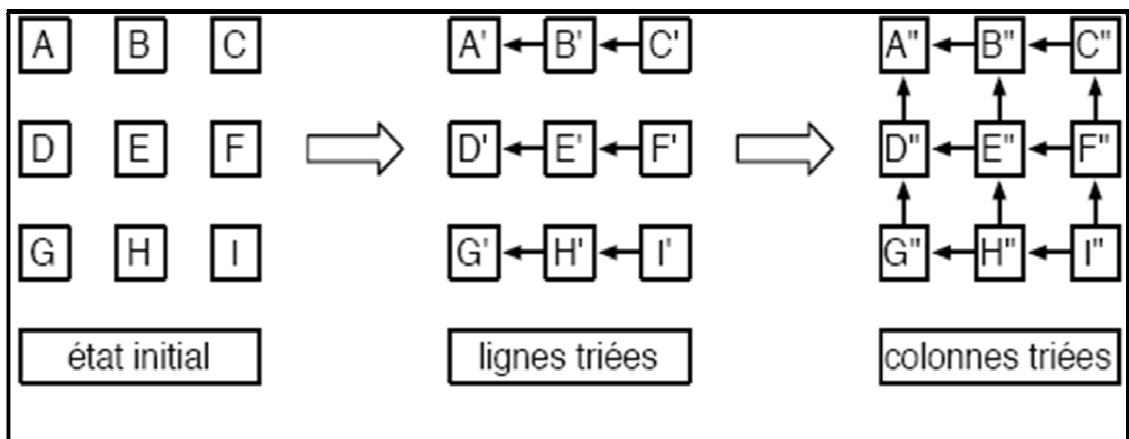 A B C A' B' C' A" B" C"
D E F D' E' F' D" E" F"
G H I G' H' I' G" H" I"
état initial lignes triées colonnes triées